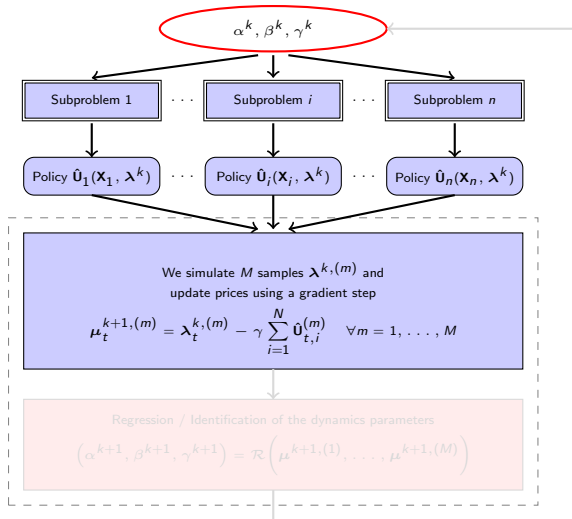 α^k, β^k, γ^k
Subproblem 1 · · · Subproblem i · · · Subproblem n
Policy Û_1(X_1, λ^k) · · · Policy Û_i(X_i, λ^k) · · · Policy Û_n(X_n, λ^k)
We simulate M samples λ^{k,(m)} and
update prices using a gradient step
μ_t^{k+1,(m)} = λ_t^{k,(m)} − γ ∑_{i=1}^{N} Û_{t,i}^{(m)} ∀m = 1, . . . , M
Regression / Identification of the dynamics parameters
(α^{k+1}, β^{k+1}, γ^{k+1}) = R(μ^{k+1,(1)}, . . . , μ^{k+1,(M)})